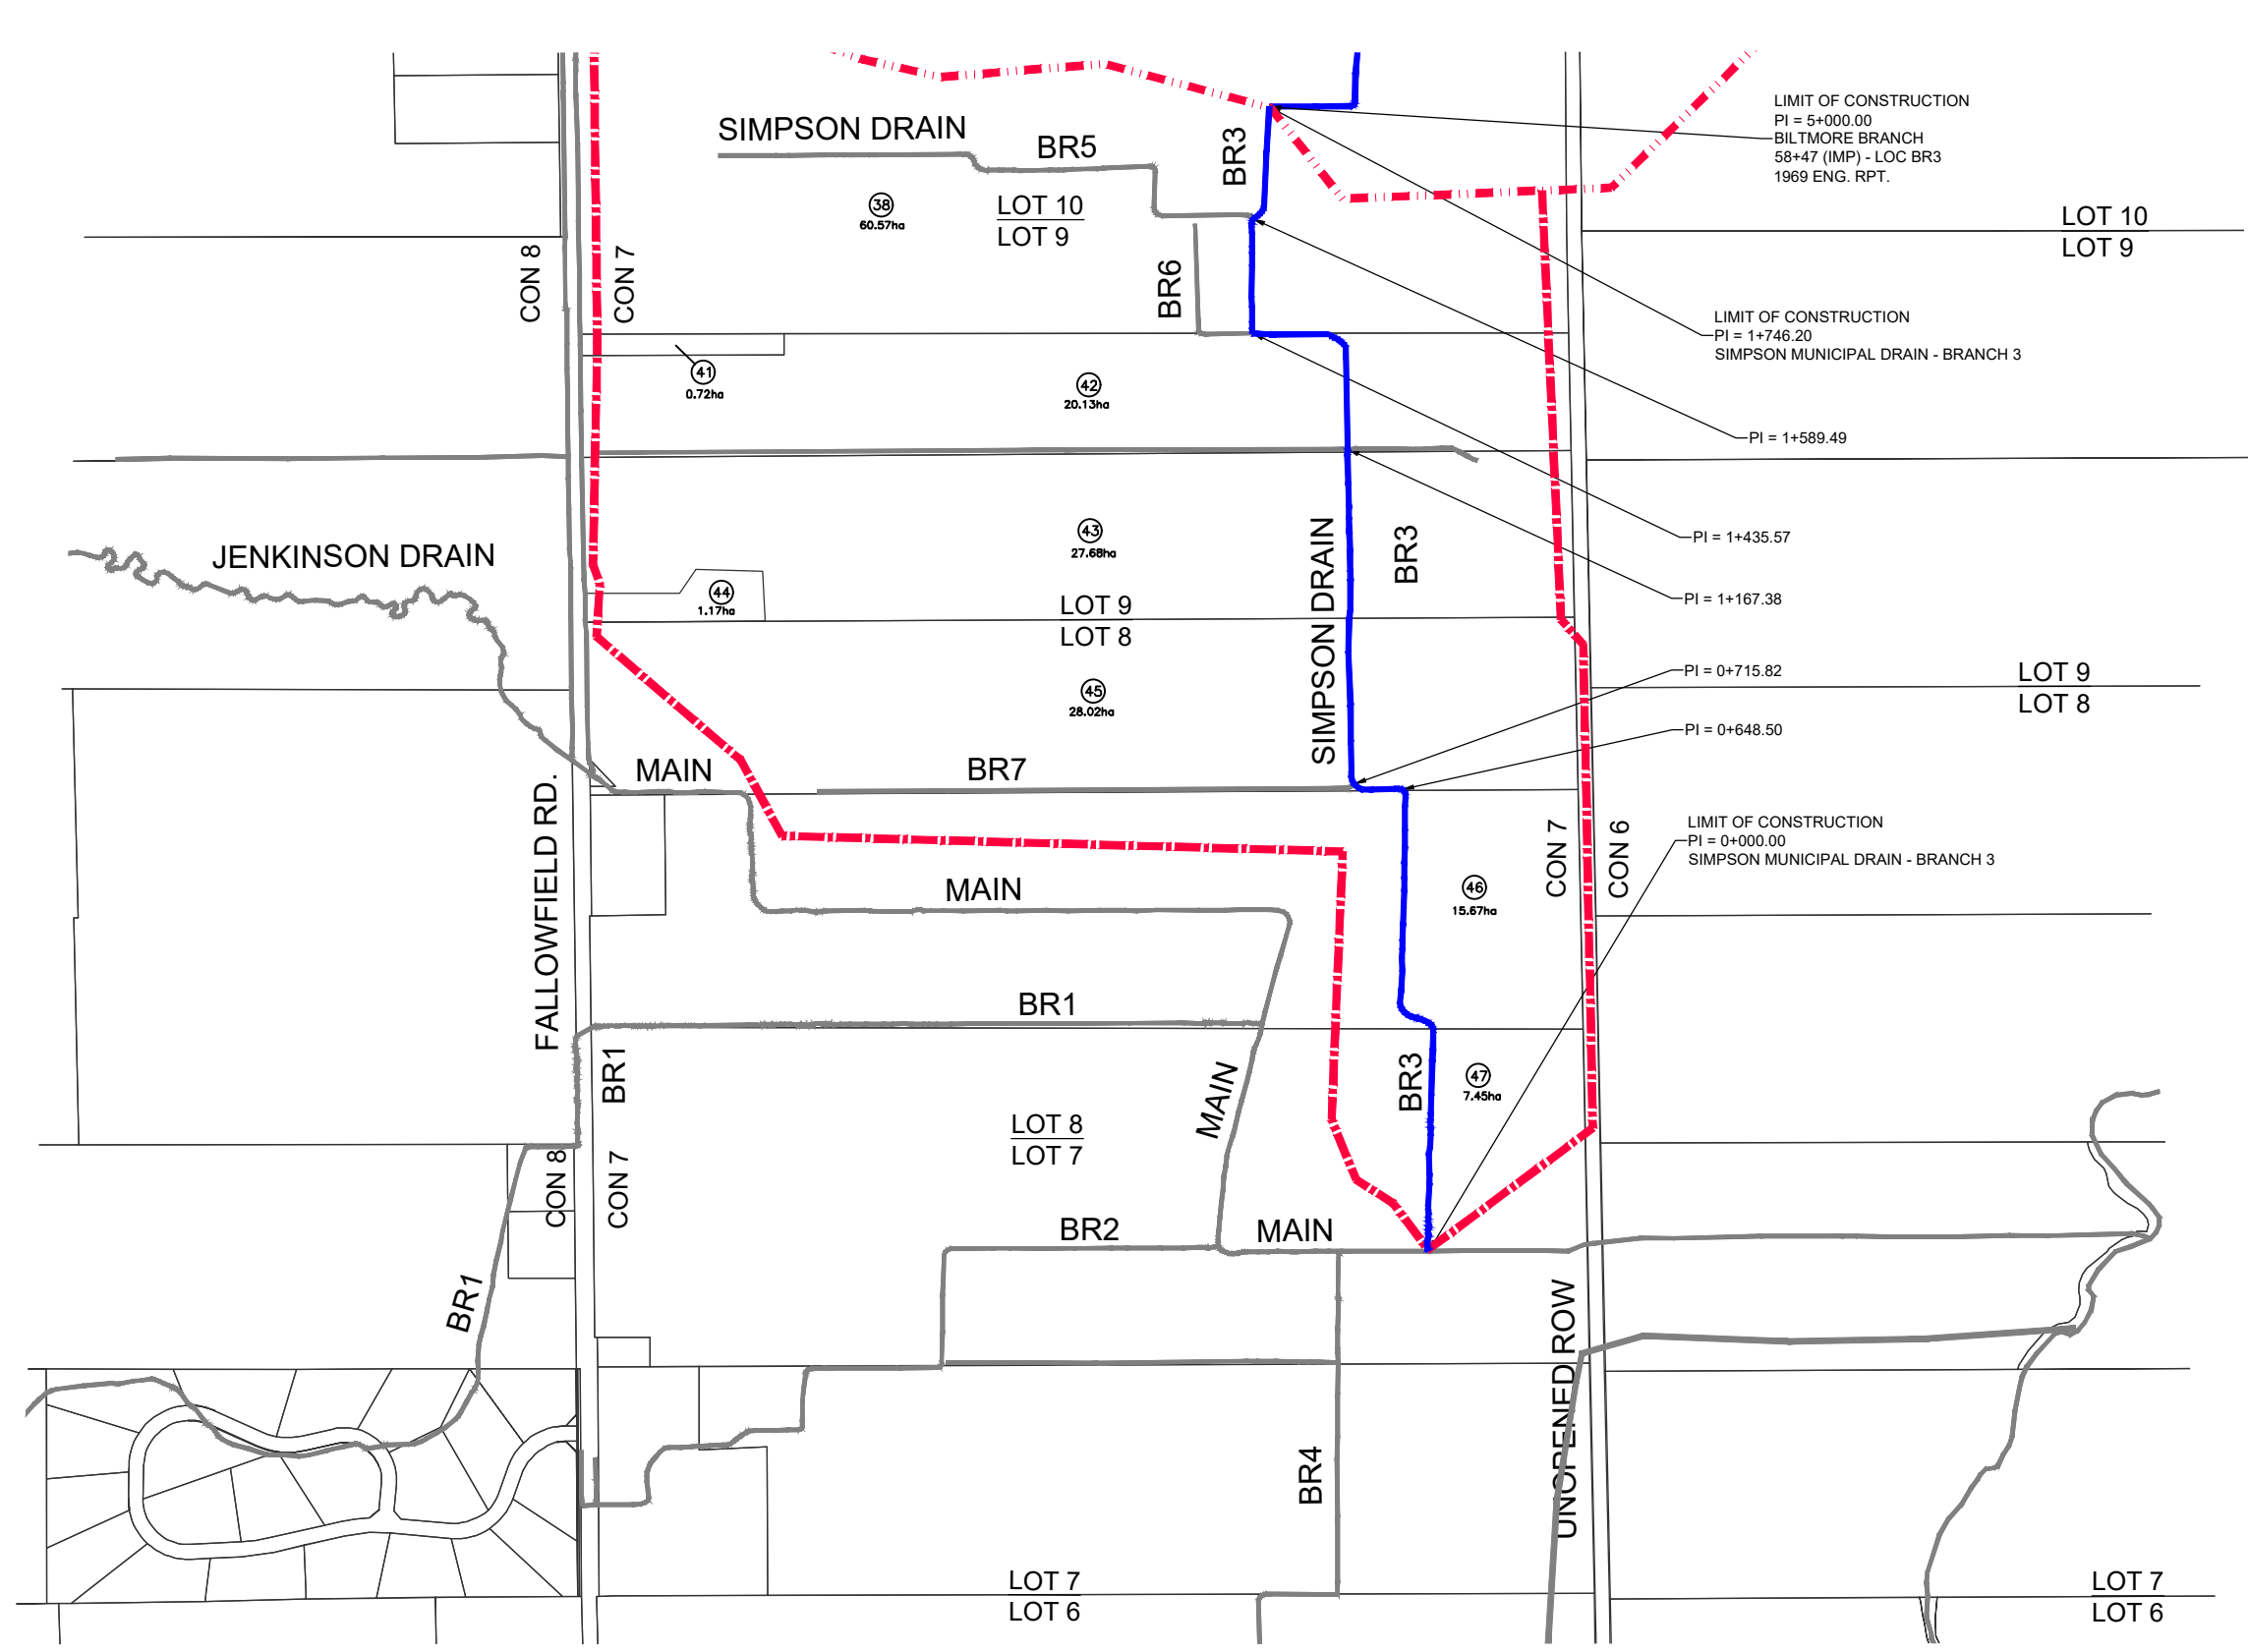 LIMIT OF CONSTRUCTION
PI = 5+000.00
BILTMORE BRANCH
58+47 (IMP) - LOC BR3
1969 ENG. RPT.
SIMPSON DRAIN
BR5
BR3
38
60.57ha
LOT 10
LOT 9
LOT 10
LOT 9
CON 8
CON 7
BR6
LIMIT OF CONSTRUCTION
PI = 1+746.20
SIMPSON MUNICIPAL DRAIN - BRANCH 3
41
0.72ha
42
20.13ha
PI = 1+589.49
JENKINSON DRAIN
43
27.68ha
SIMPSON DRAIN
BR3
PI = 1+435.57
44
1.17ha
LOT 9
LOT 8
PI = 1+167.38
45
28.02ha
PI = 0+715.82
LOT 9
LOT 8
PI = 0+648.50
MAIN
BR7
FALLOWFIELD RD.
LIMIT OF CONSTRUCTION
PI = 0+000.00
SIMPSON MUNICIPAL DRAIN - BRANCH 3
CON 7
CON 6
MAIN
46
15.67ha
BR1
BR1
MAIN
BR3
47
7.45ha
LOT 8
LOT 7
CON 8
CON 7
BR2
MAIN
BR1
UNOPENED ROW
BR4
LOT 7
LOT 6
LOT 7
LOT 6